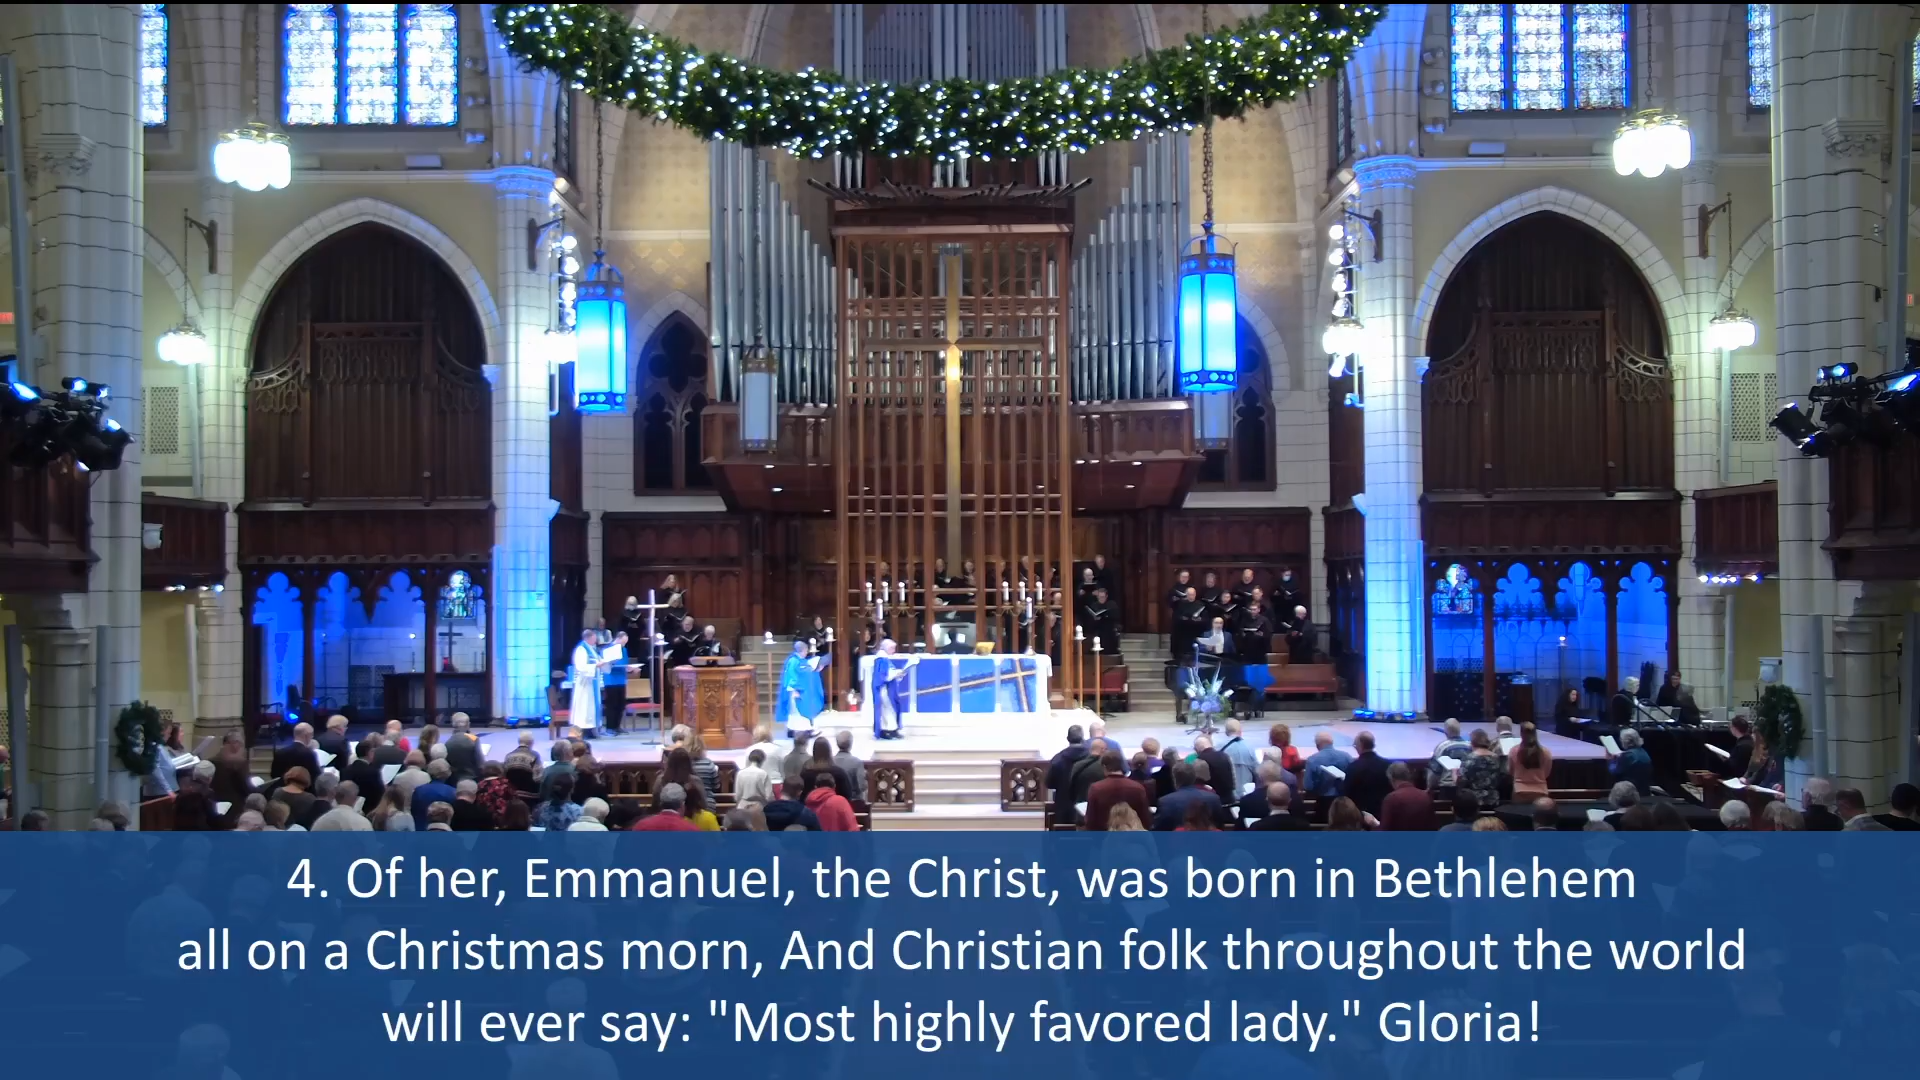 4. Of her, Emmanuel, the Christ, was born in Bethlehem
all on a Christmas morn, And Christian folk throughout the world
will ever say: "Most highly favored lady." Gloria!